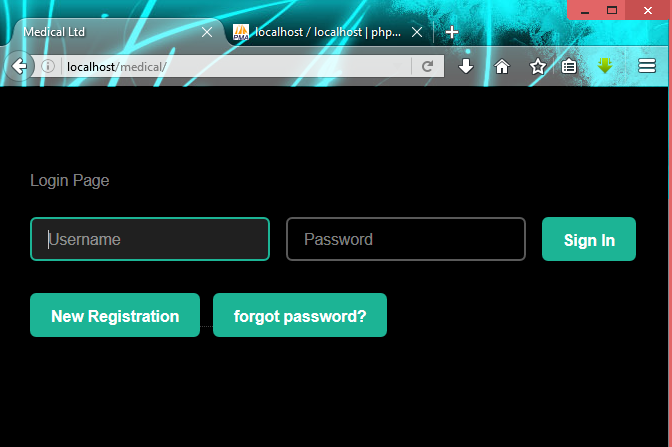 Medical Ltd
localhost / localhost | php...
localhost/medical/
Login Page
Username
Password
Sign In
New Registration
forgot password?